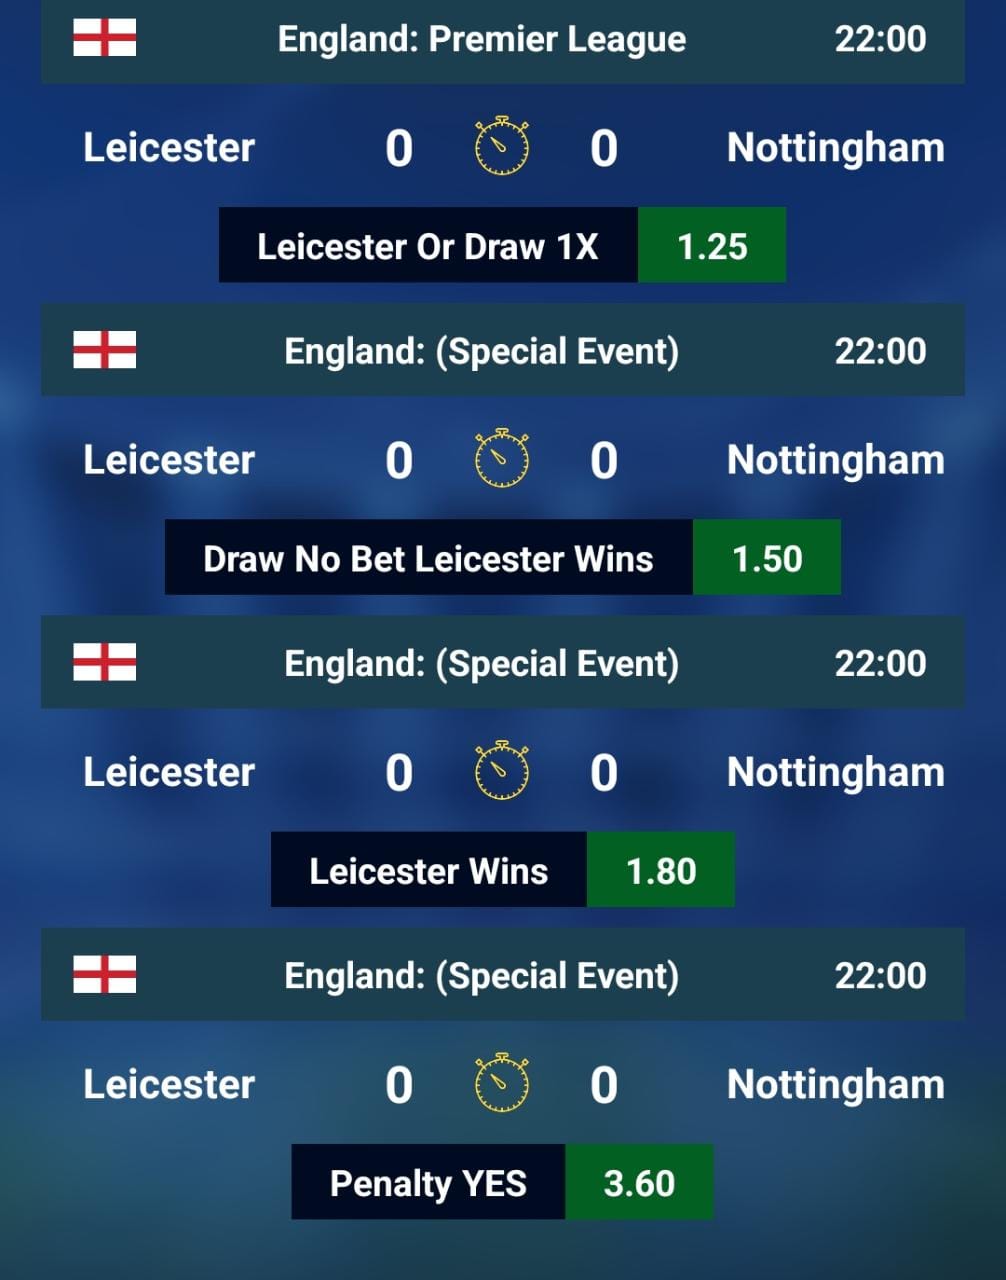 England: Premier League 22:00
Leicester 0 0 Nottingham
Leicester Or Draw 1X 1.25
England: (Special Event) 22:00
Leicester 0 0 Nottingham
Draw No Bet Leicester Wins 1.50
England: (Special Event) 22:00
Leicester 0 0 Nottingham
Leicester Wins 1.80
England: (Special Event) 22:00
Leicester 0 0 Nottingham
Penalty YES 3.60